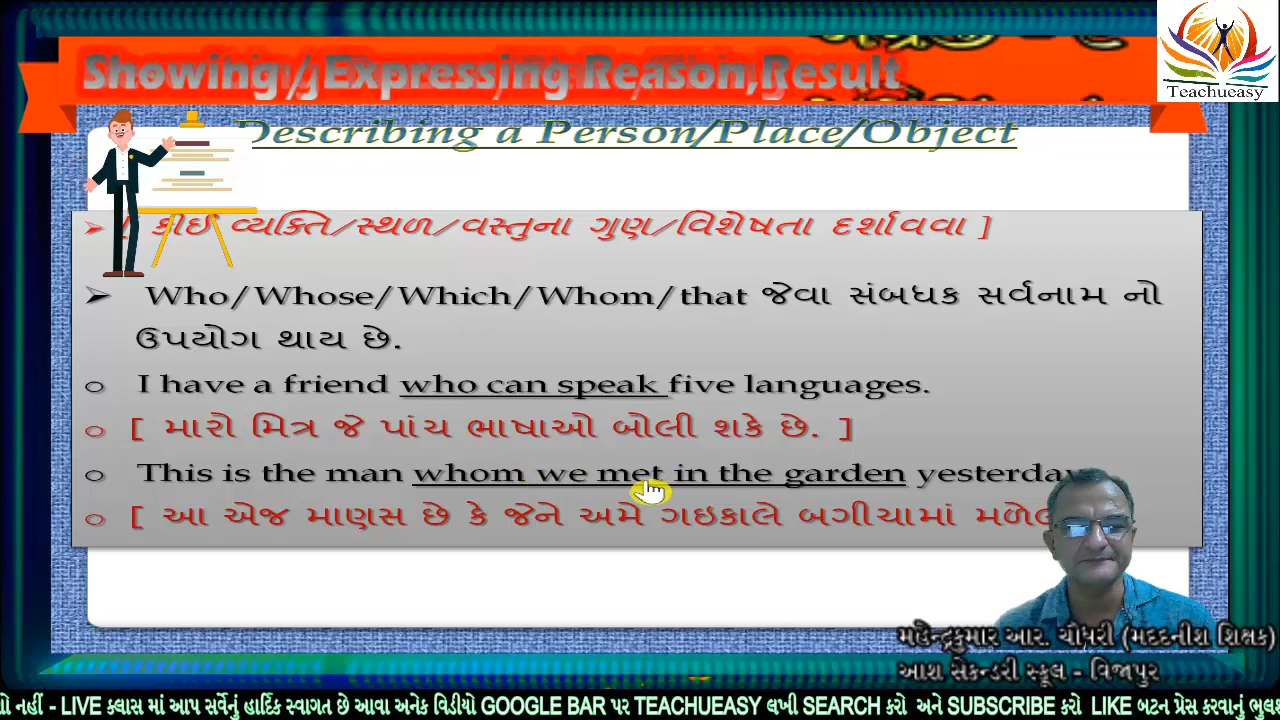 Showing / Expressing Reason,Result
Teachueasy
Describing a Person/Place/Object
[ કોઈ વ્યક્તિ/સ્થળ/વસ્તુના ગુણ/વિશેષતા દર્શાવવા ]
Who/Whose/Which/Whom/that જેવા સંબધક સર્વનામ નો
ઉપયોગ થાય છે.
I have a friend who can speak five languages.
[ મારો મિત્ર જે પાંચ ભાષાઓ બોલી શકે છે. ]
This is the man whom we met in the garden yesterday
[ આ એજ માણસ છે કે જેને અમે ગઇકાલે બગીચામાં
મહેન્દ્રકુમાર આર. ચૌધરી (મદદનીશ શિક્ષક)
આશ સેકન્ડરી સ્કૂલ - વિજાપુર
નહીં - LIVE ક્લાસ માં આપ સર્વેનું હાર્દિક સ્વાગત છે આવા અનેક વિડીયો GOOGLE BAR પર TEACHUEASY લખી SEARCH કરો અને SUBSCRIBE કરો LIKE બટન પ્રેસ કરવાનું